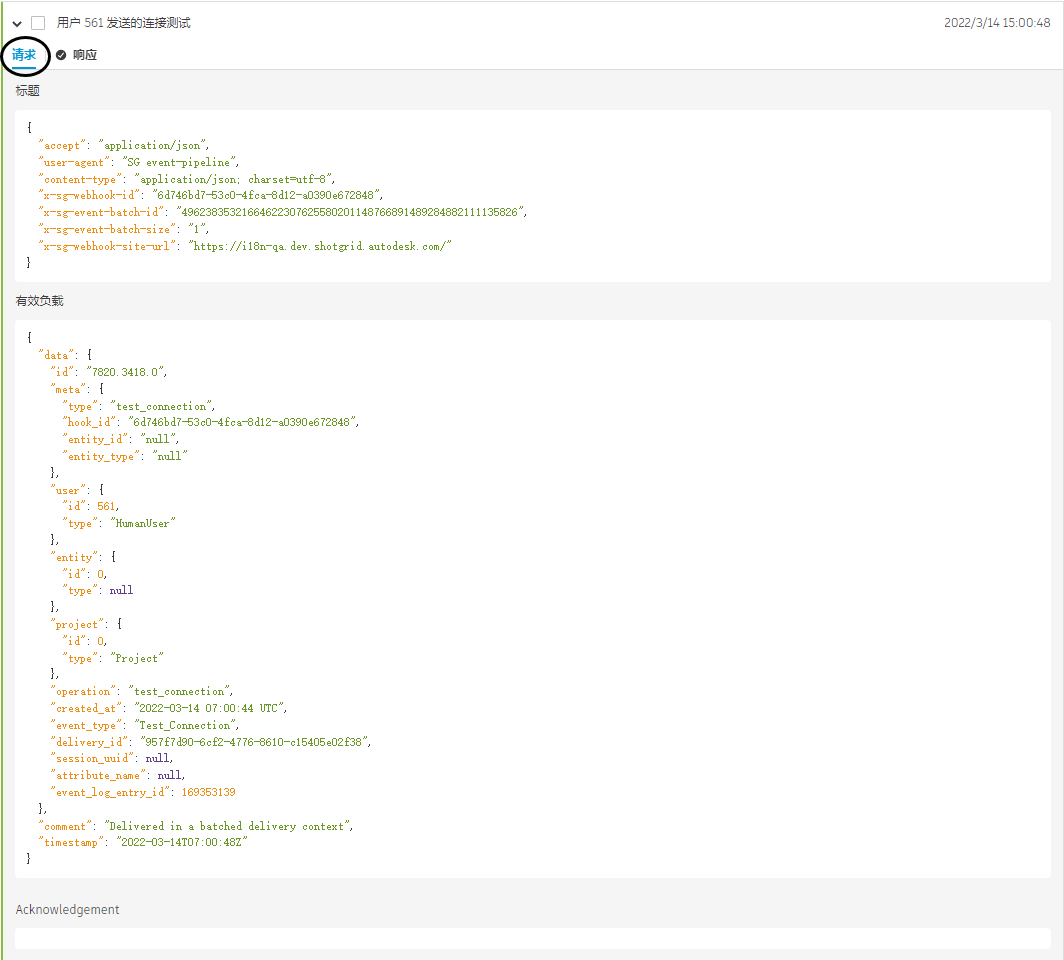 用户 561 发送的连接测试
2022/3/14 15:00:48
请求 响应
标题
{
"accept": "application/json",
"user-agent": "SG event-pipeline",
"content-type": "application/json; charset=utf-8",
"x-sg-webhook-id": "6d746bd7-53c0-4fca-8d12-a0390e672848",
"x-sg-event-batch-id": "49623835321664622307625580201148766891489284882111135826",
"x-sg-event-batch-size": "1",
"x-sg-webhook-site-url": "https://i18n-qa.dev.shotgrid.autodesk.com/"
}
有效负载
{
"data": {
"id": "7820.3418.0",
"meta": {
"type": "test_connection",
"hook_id": "6d746bd7-53c0-4fca-8d12-a0390e672848",
"entity_id": "null",
"entity_type": "null"
},
"user": {
"id": 561,
"type": "HumanUser"
},
"entity": {
"id": 0,
"type": null
},
"project": {
"id": 0,
"type": "Project"
},
"operation": "test_connection",
"created_at": "2022-03-14 07:00:44 UTC",
"event_type": "Test_Connection",
"delivery_id": "957f7d90-6cf2-4776-8610-c15405e02f38",
"session_uuid": null,
"attribute_name": null,
"event_log_entry_id": 169353139
},
"comment": "Delivered in a batched delivery context",
"timestamp": "2022-03-14T07:00:48Z"
}
Acknowledgement